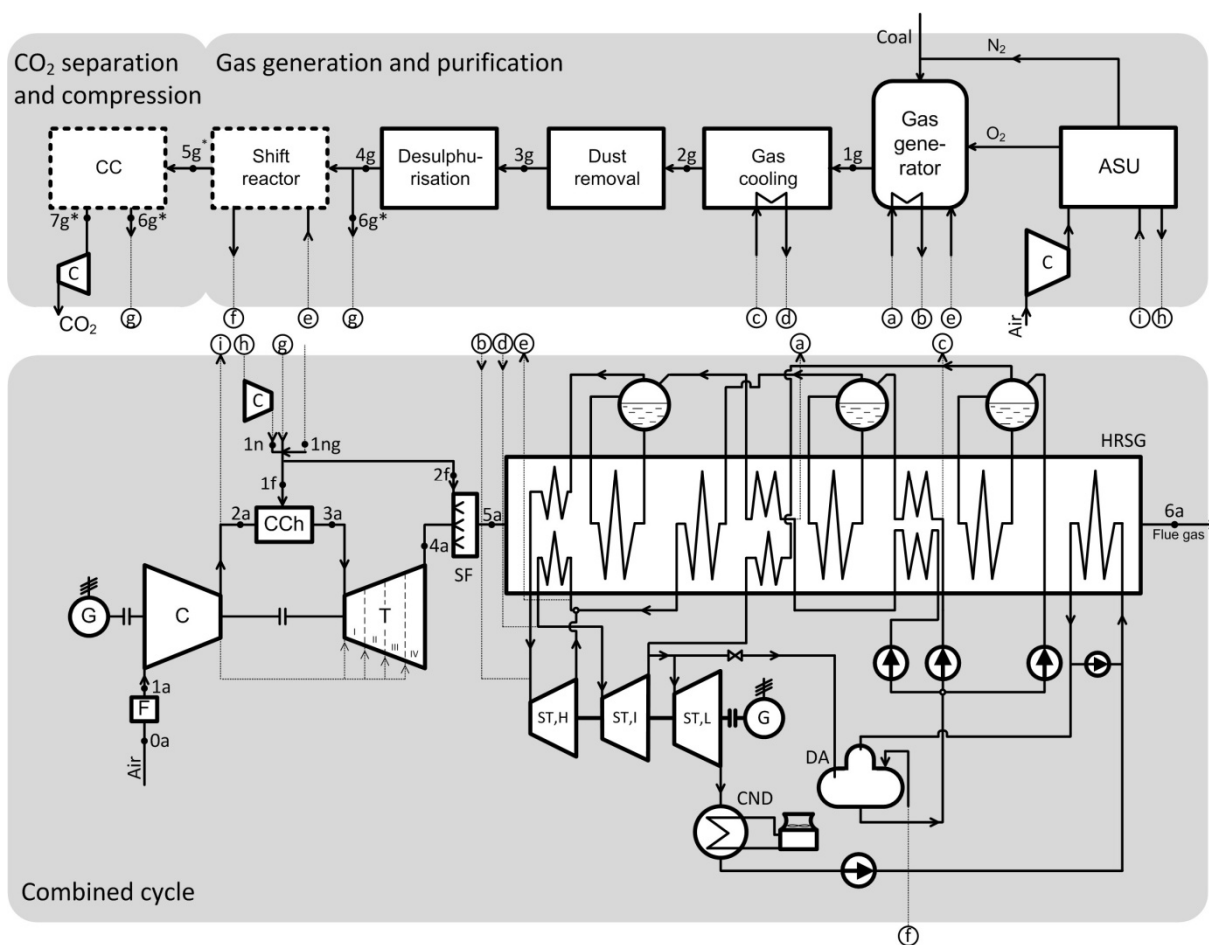 CO₂ separation
and compression
Gas generation and purification
Coal
N₂
CC
5g*
Shift
reactor
4g
Desulphu-
risation
3g
Dust
removal
2g
Gas
cooling
1g
Gas
gene-
rator
O₂
ASU
7g*
6g*
6g*
C
C
CO₂
g
f
e
g
c
d
a
b
e
Air
i
h
i
h
g
b
d
e
a
c
C
1n
1ng
HRSG
1f
2f
2a
CCh
3a
5a
6a
Flue gas
4a
SF
G
C
T
I
II
III
IV
1a
F
0a
Air
ST,H
ST,I
ST,L
G
DA
CND
Combined cycle
f